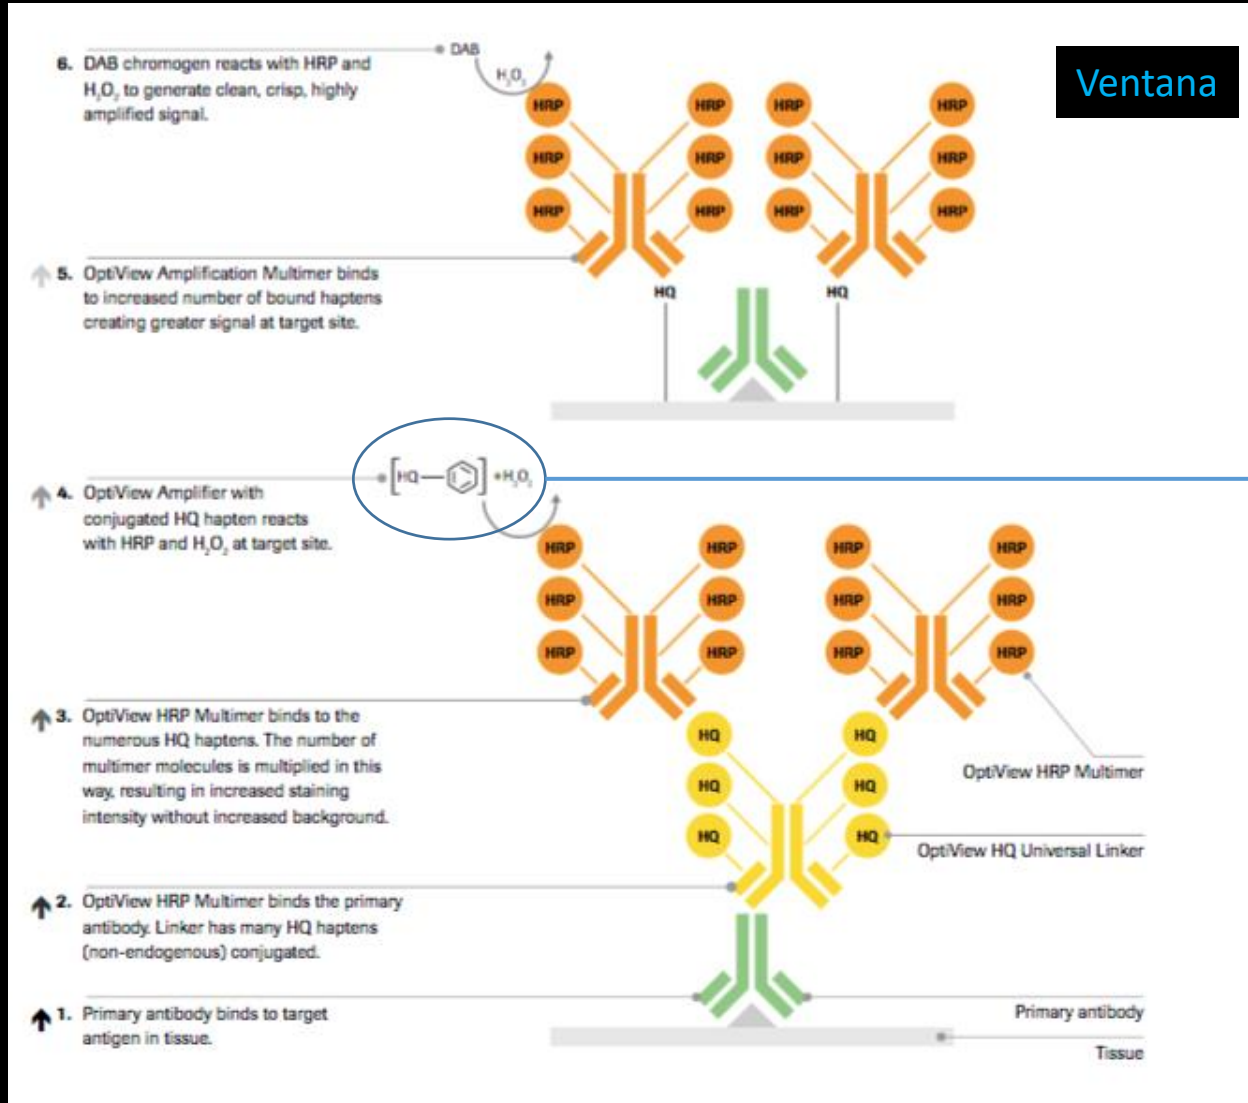 Ventana
DAB
H₂O₂
6. DAB chromogen reacts with HRP and
H₂O₂ to generate clean, crisp, highly
amplified signal.
HRP HRP HRP HRP
HRP HRP HRP HRP
HRP HRP HRP HRP
5. OptiView Amplification Multimer binds
to increased number of bound haptens
creating greater signal at target site.
HQ HQ
[HQ—] +H₂O₂
4. OptiView Amplifier with
conjugated HQ hapten reacts
with HRP and H₂O₂ at target site.
HRP HRP HRP HRP
HRP HRP HRP HRP
HRP HRP HRP HRP
3. OptiView HRP Multimer binds to the
numerous HQ haptens. The number of
multimer molecules is multiplied in this
way, resulting in increased staining
intensity without increased background.
HQ HQ
HQ HQ
HQ HQ
OptiView HRP Multimer
OptiView HQ Universal Linker
2. OptiView HRP Multimer binds the primary
antibody. Linker has many HQ haptens
(non-endogenous) conjugated.
1. Primary antibody binds to target
antigen in tissue.
Primary antibody
Tissue